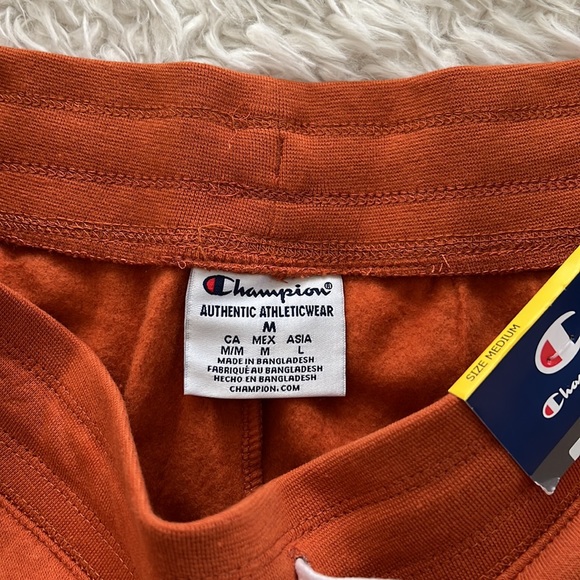 Champion®
AUTHENTIC ATHLETICWEAR
M
CA MEX ASIA
M/M M L
MADE IN BANGLADESH
FABRIQUÉ AU BANGLADESH
HECHO EN BANGLADESH
CHAMPION.COM
SIZE MEDIUM